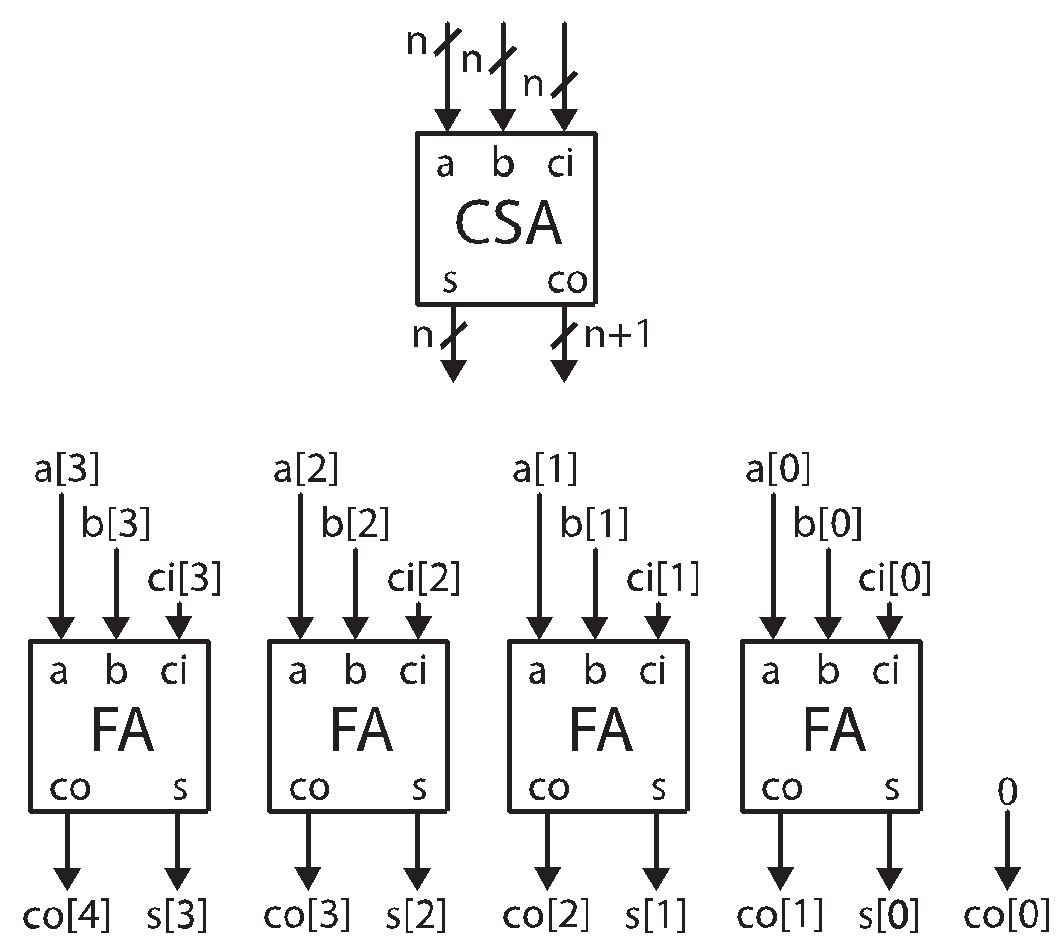 n n n
a b ci
CSA
s co
n n+1
a[3] a[2] a[1] a[0]
b[3] b[2] b[1] b[0]
ci[3] ci[2] ci[1] ci[0]
a b ci a b ci a b ci a b ci
FA FA FA FA
co s co s co s co s 0
co[4] s[3] co[3] s[2] co[2] s[1] co[1] s[0] co[0]